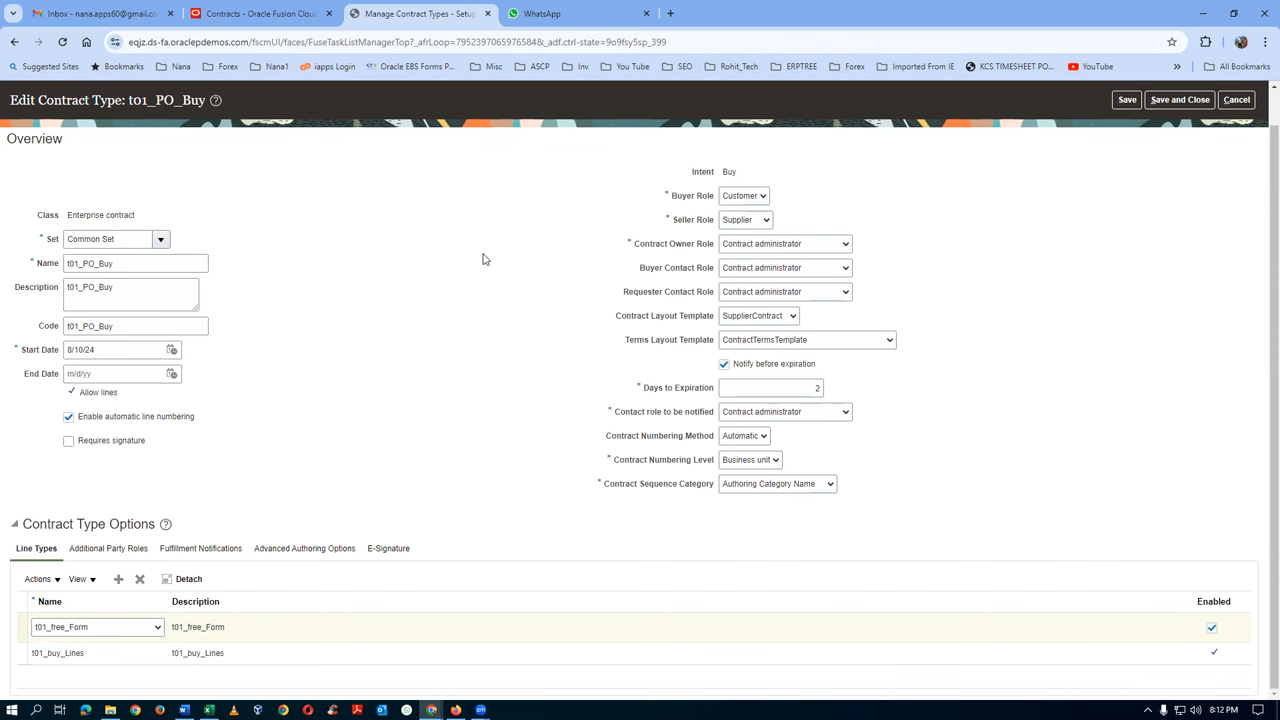 Inbox - nana.apps60@gmail.co
Contracts - Oracle Fusion Cloud
Manage Contract Types - Setup
WhatsApp
eqjz.ds-fa.oraclepdemos.com/fscmUI/faces/FuseTaskListManagerTop?_afrLoop=79523970659765​84&_adf.ctrl-state=9o9fsy5sp_399
Suggested Sites
Bookmarks
Nana
Forex
Nana1
iapps Login
Oracle EBS Forms P...
Misc
ASCP
Inv
You Tube
SEO
Rohit_Tech
ERPTREE
Forex
Imported From IE
KCS TIMESHEET PO...
YouTube
»
All Bookmarks
Edit Contract Type: t01_PO_Buy
Save
Save and Close
Cancel
Overview
Class Enterprise contract
* Set Common Set
* Name t01_PO_Buy
Description t01_PO_Buy
Code t01_PO_Buy
* Start Date 8/10/24
End Date m/d/yy
Allow lines
Enable automatic line numbering
Requires signature
Intent Buy
* Buyer Role Customer
* Seller Role Supplier
* Contract Owner Role Contract administrator
Buyer Contact Role Contract administrator
Requester Contact Role Contract administrator
Contract Layout Template SupplierContract
Terms Layout Template ContractTermsTemplate
Notify before expiration
* Days to Expiration 2
* Contact role to be notified Contract administrator
Contract Numbering Method Automatic
* Contract Numbering Level Business unit
* Contract Sequence Category Authoring Category Name
Contract Type Options
Line Types Additional Party Roles Fulfillment Notifications Advanced Authoring Options E-Signature
Actions View Detach
* Name Description Enabled
t01_free_Form t01_free_Form
t01_buy_Lines t01_buy_Lines
8:12 PM